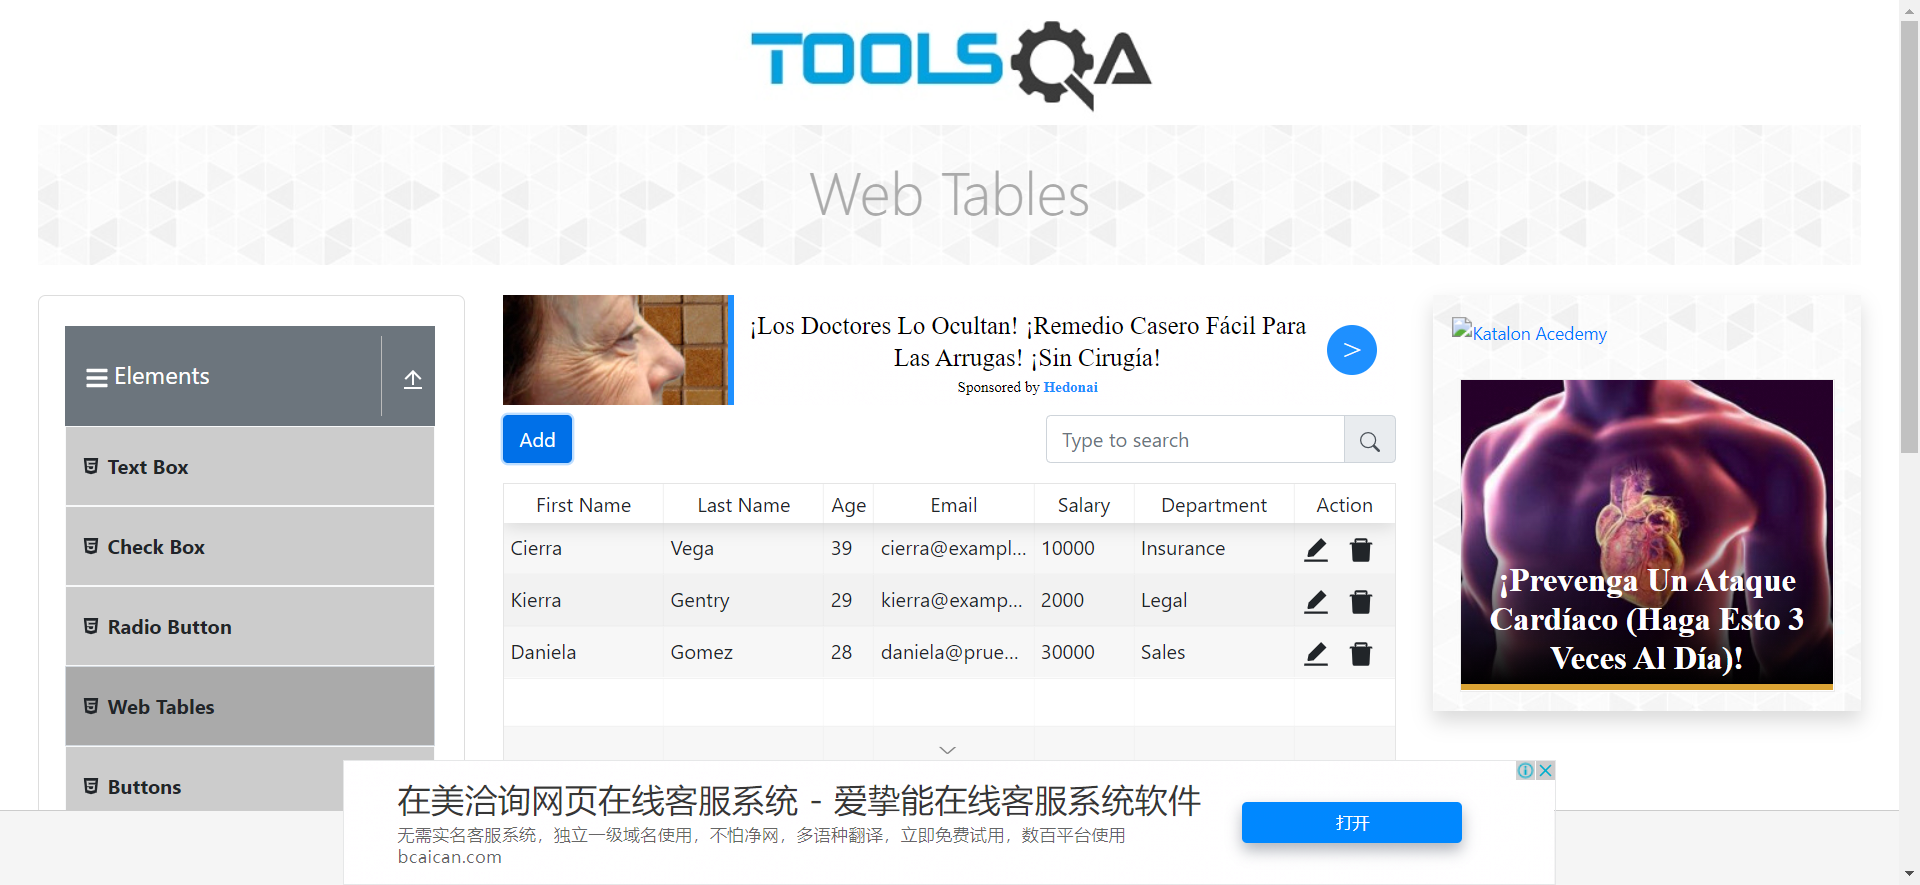 TOOLSQA
Web Tables
Elements
Text Box
Check Box
Radio Button
Web Tables
Buttons
¡Los Doctores Lo Ocultan! ¡Remedio Casero Fácil Para
Las Arrugas! ¡Sin Cirugía!
Sponsored by Hedonai
>
Add
Type to search
First Name Last Name Age Email Salary Department Action
Cierra Vega 39 cierra@exampl... 10000 Insurance
Kierra Gentry 29 kierra@examp... 2000 Legal
Daniela Gomez 28 daniela@prue... 30000 Sales
Katalon Acedemy
¡Prevenga Un Ataque
Cardíaco (Haga Esto 3
Veces Al Día)!
在美洽询网页在线客服系统 - 爱挚能在线客服系统软件
无需实名客服系统，独立一级域名使用，不怕净网，多语种翻译，立即免费试用，数百平台使用
bcaican.com
打开